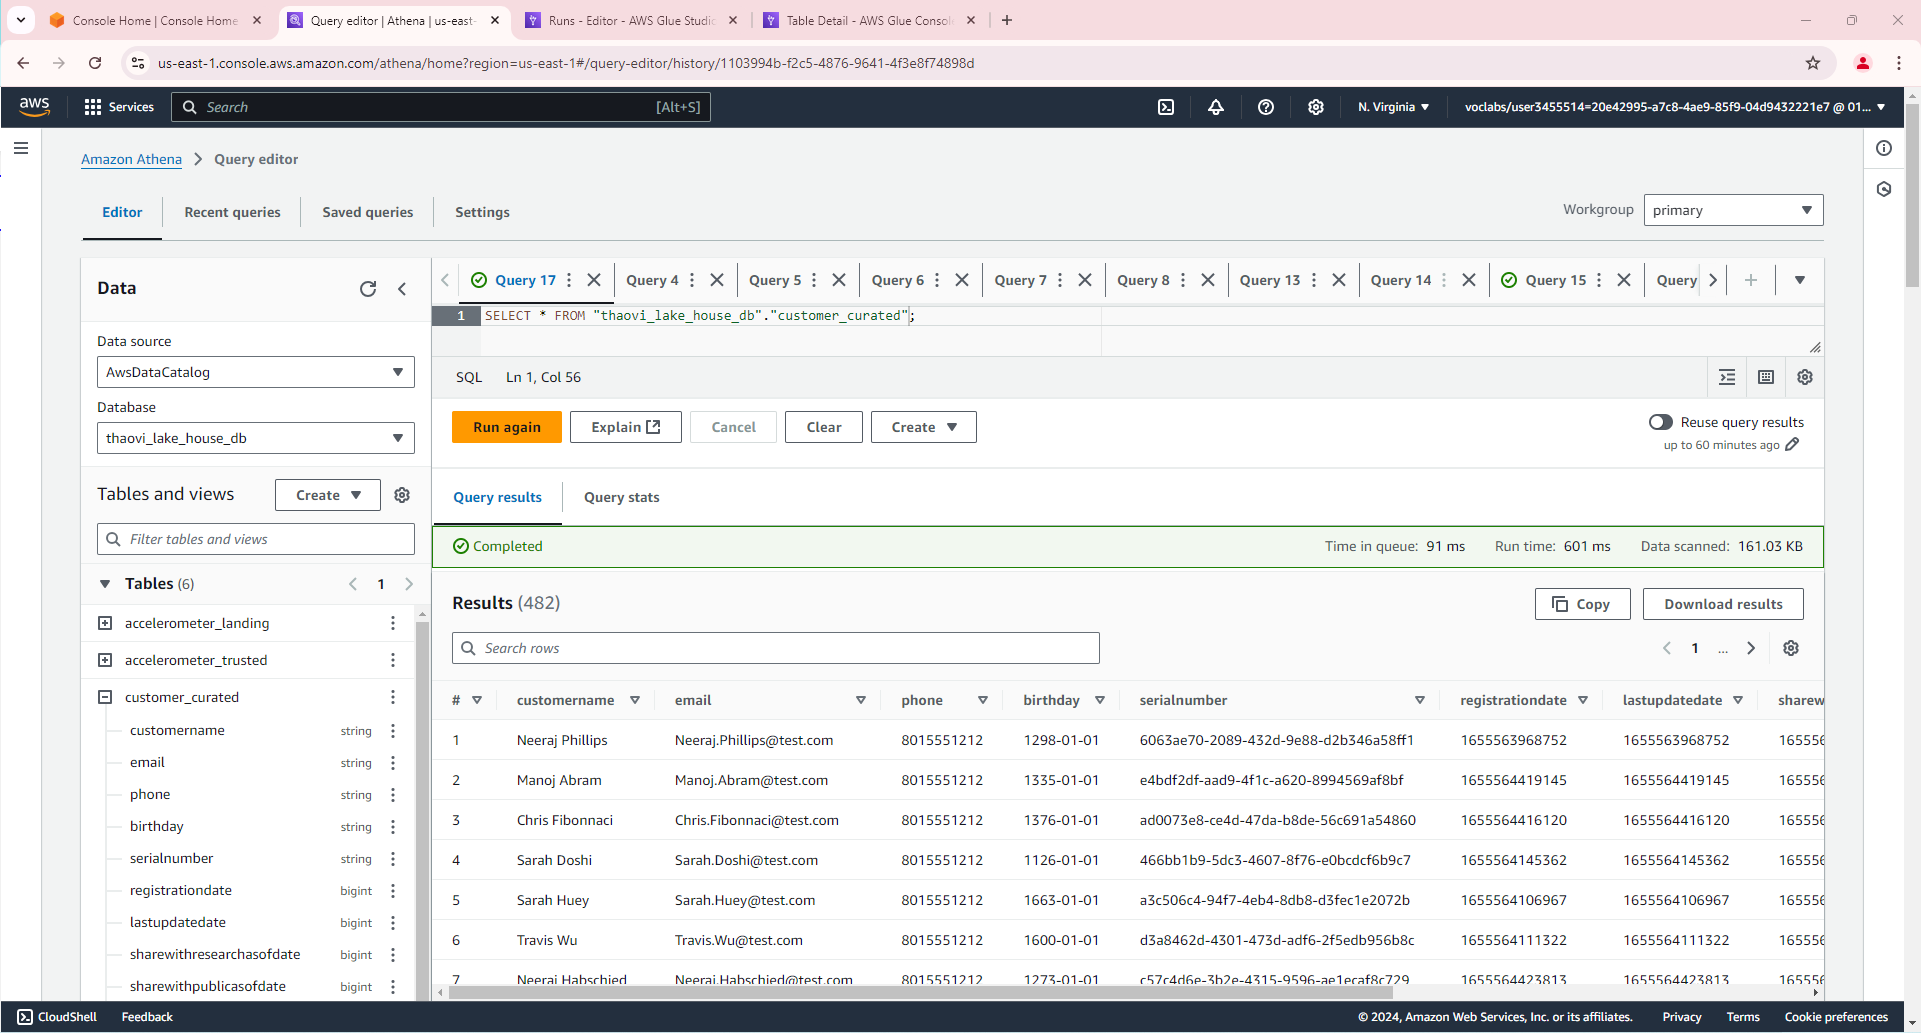 Console Home | Console Home
Query editor | Athena | us-east-
Runs - Editor - AWS Glue Studio
Table Detail - AWS Glue Console
us-east-1.console.aws.amazon.com/athena/home?region=us-east-1#/query-editor/history/1103994b-f2c5-4876-9641-4f3e8f74898d
aws Services Search [Alt+S] N. Virginia voclabs/user3455514=20e42995-a7c8-4ae9-85f9-04d9432221e7 @ 01...
Amazon Athena > Query editor
Editor Recent queries Saved queries Settings Workgroup primary
Data
Data source
AwsDataCatalog
Database
thaovi_lake_house_db
Tables and views Create
Filter tables and views
Tables (6) 1
accelerometer_landing
accelerometer_trusted
customer_curated
customername string
email string
phone string
birthday string
serialnumber string
registrationdate bigint
lastupdatedate bigint
sharewithresearchasofdate bigint
sharewithpublicasofdate bigint
Query 17 Query 4 Query 5 Query 6 Query 7 Query 8 Query 13 Query 14 Query 15 Query
1 SELECT * FROM "thaovi_lake_house_db"."customer_curated";
SQL Ln 1, Col 56
Run again Explain Cancel Clear Create Reuse query results
up to 60 minutes ago
Query results Query stats
Completed Time in queue: 91 ms Run time: 601 ms Data scanned: 161.03 KB
Results (482) Copy Download results
Search rows 1 ...
# customername email phone birthday serialnumber registrationdate lastupdatedate sharew
1 Neeraj Phillips Neeraj.Phillips@test.com 8015551212 1298-01-01 6063ae70-2089-432d-9e88-d2b346a58ff1 1655563968752 1655563968752 16555
2 Manoj Abram Manoj.Abram@test.com 8015551212 1335-01-01 e4bdf2df-aad9-4f1c-a620-8994569af8bf 1655564419145 1655564419145 16555
3 Chris Fibonnaci Chris.Fibonnaci@test.com 8015551212 1376-01-01 ad0073e8-ce4d-47da-b8de-56c691a54860 1655564416120 1655564416120 16555
4 Sarah Doshi Sarah.Doshi@test.com 8015551212 1126-01-01 466bb1b9-5dc3-4607-8f76-e0bcdcf6b9c7 1655564145362 1655564145362 16555
5 Sarah Huey Sarah.Huey@test.com 8015551212 1663-01-01 a3c506c4-94f7-4eb4-8db8-d3fec1e2072b 1655564106967 1655564106967 16555
6 Travis Wu Travis.Wu@test.com 8015551212 1600-01-01 d3a8462d-4301-473d-adf6-2f5edb956b8c 1655564111322 1655564111322 16555
7 Neeraj Habschied Neeraj.Habschied@test.com 8015551212 1273-01-01 c57c4d6e-3b2e-4315-9596-ae1ecaf8c729 1655564423813 1655564423813 16555
CloudShell Feedback © 2024, Amazon Web Services, Inc. or its affiliates. Privacy Terms Cookie preferences